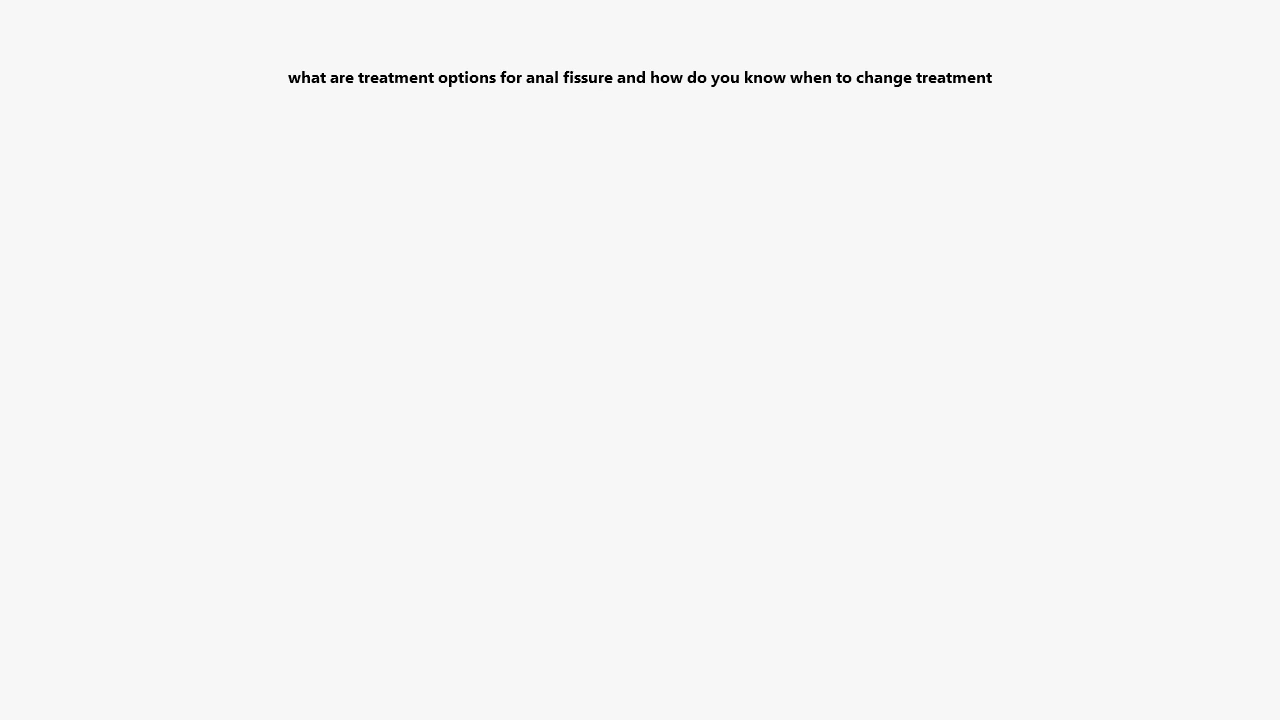 what are treatment options for anal fissure and how do you know when to change treatment